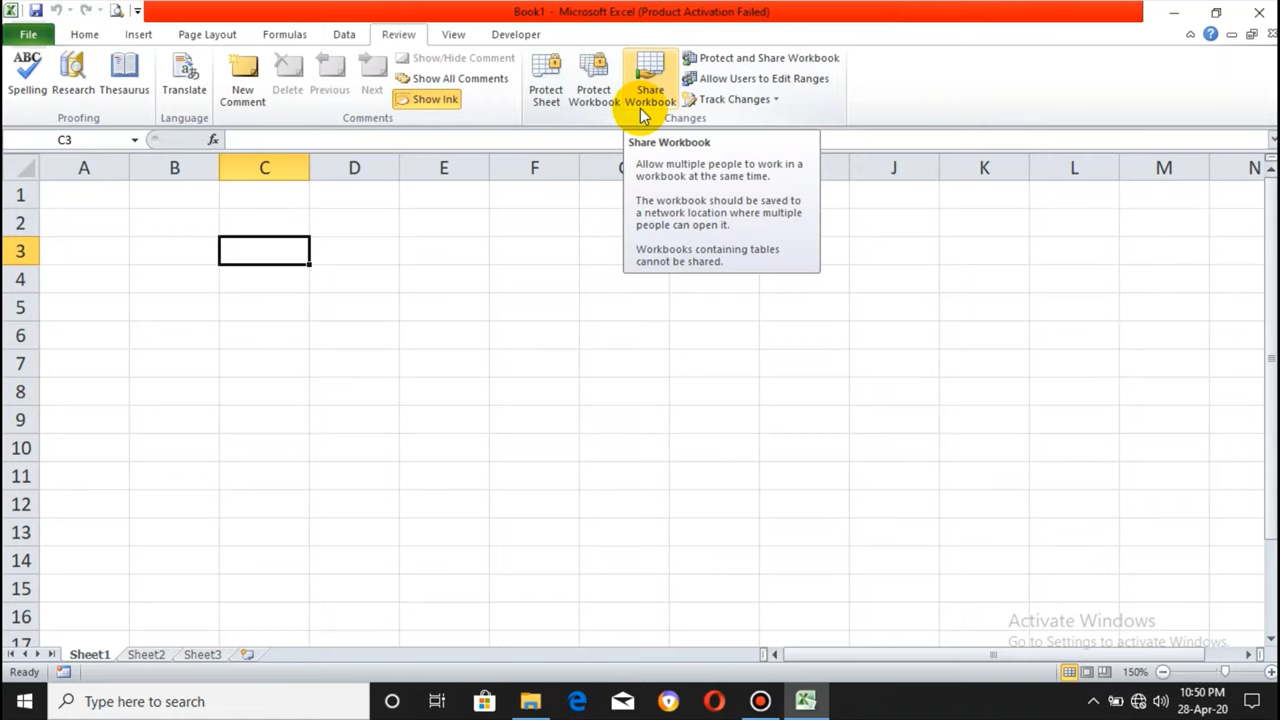 Book1 - Microsoft Excel (Product Activation Failed)
File Home Insert Page Layout Formulas Data Review View Developer
ABC
Spelling Research Thesaurus
Proofing
Translate
Language
New Comment
Delete Previous Next
Show/Hide Comment
Show All Comments
Show Ink
Comments
Protect Sheet
Protect Workbook
Share Workbook
Protect and Share Workbook
Allow Users to Edit Ranges
Track Changes
Changes
C3 fx
Share Workbook
Allow multiple people to work in a
workbook at the same time.
The workbook should be saved to
a network location where multiple
people can open it.
Workbooks containing tables
cannot be shared.
A B C D E F G J K L M N
1
2
3
4
5
6
7
8
9
10
11
12
13
14
15
16
17
Activate Windows
Go to Settings to activate Windows.
Sheet1 Sheet2 Sheet3
Ready 150%
Type here to search
10:50 PM
28-Apr-20